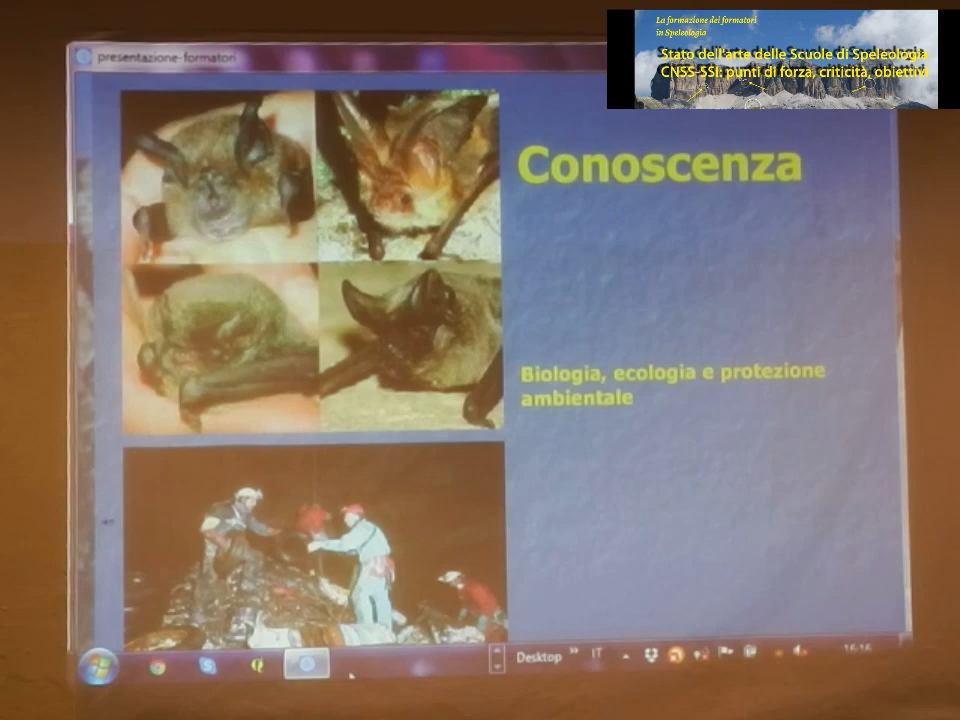 La formazione dei formatori
in Speleologia
Stato dell'arte delle Scuole di Speleologia
CNSS-SSI: punti di forza, criticità, obiettivi
presentazione-formatori
Conoscenza
Biologia, ecologia e protezione
ambientale
Desktop
IT
16:16